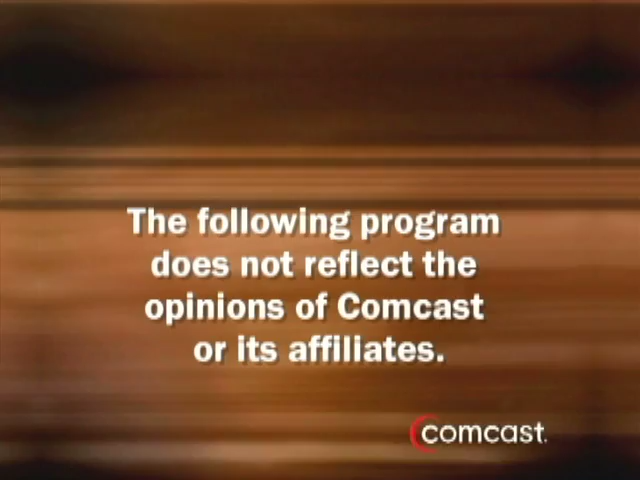 The following program
does not reflect the
opinions of Comcast
or its affiliates.
comcast.